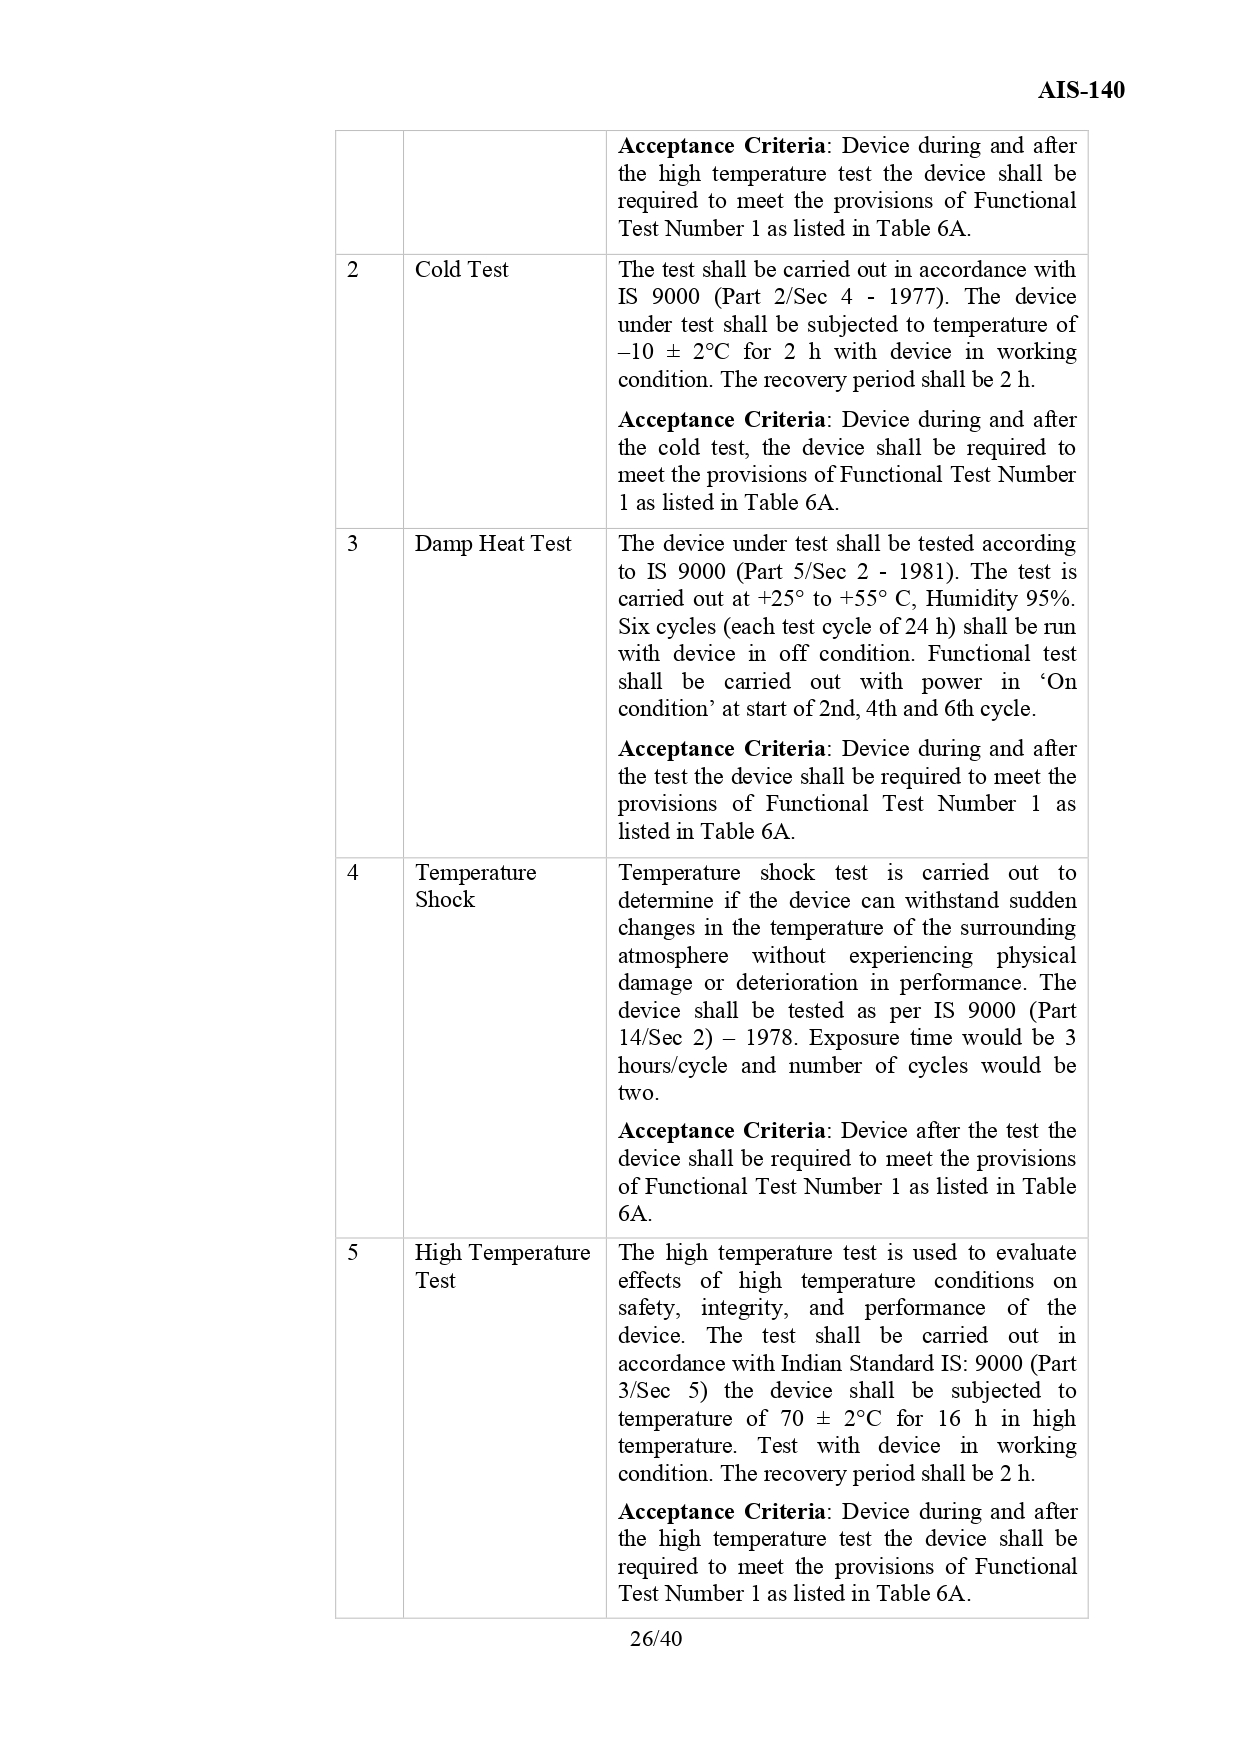 AIS-140
Acceptance Criteria: Device during and after
the high temperature test the device shall be
required to meet the provisions of Functional
Test Number 1 as listed in Table 6A.
2
Cold Test
The test shall be carried out in accordance with
IS 9000 (Part 2/Sec 4 - 1977). The device
under test shall be subjected to temperature of
–10 ± 2°C for 2 h with device in working
condition. The recovery period shall be 2 h.
Acceptance Criteria: Device during and after
the cold test, the device shall be required to
meet the provisions of Functional Test Number
1 as listed in Table 6A.
3
Damp Heat Test
The device under test shall be tested according
to IS 9000 (Part 5/Sec 2 - 1981). The test is
carried out at +25° to +55° C, Humidity 95%.
Six cycles (each test cycle of 24 h) shall be run
with device in off condition. Functional test
shall be carried out with power in ‘On
condition’ at start of 2nd, 4th and 6th cycle.
Acceptance Criteria: Device during and after
the test the device shall be required to meet the
provisions of Functional Test Number 1 as
listed in Table 6A.
4
Temperature
Shock
Temperature shock test is carried out to
determine if the device can withstand sudden
changes in the temperature of the surrounding
atmosphere without experiencing physical
damage or deterioration in performance. The
device shall be tested as per IS 9000 (Part
14/Sec 2) – 1978. Exposure time would be 3
hours/cycle and number of cycles would be
two.
Acceptance Criteria: Device after the test the
device shall be required to meet the provisions
of Functional Test Number 1 as listed in Table
6A.
5
High Temperature
Test
The high temperature test is used to evaluate
effects of high temperature conditions on
safety, integrity, and performance of the
device. The test shall be carried out in
accordance with Indian Standard IS: 9000 (Part
3/Sec 5) the device shall be subjected to
temperature of 70 ± 2°C for 16 h in high
temperature. Test with device in working
condition. The recovery period shall be 2 h.
Acceptance Criteria: Device during and after
the high temperature test the device shall be
required to meet the provisions of Functional
Test Number 1 as listed in Table 6A.
26/40